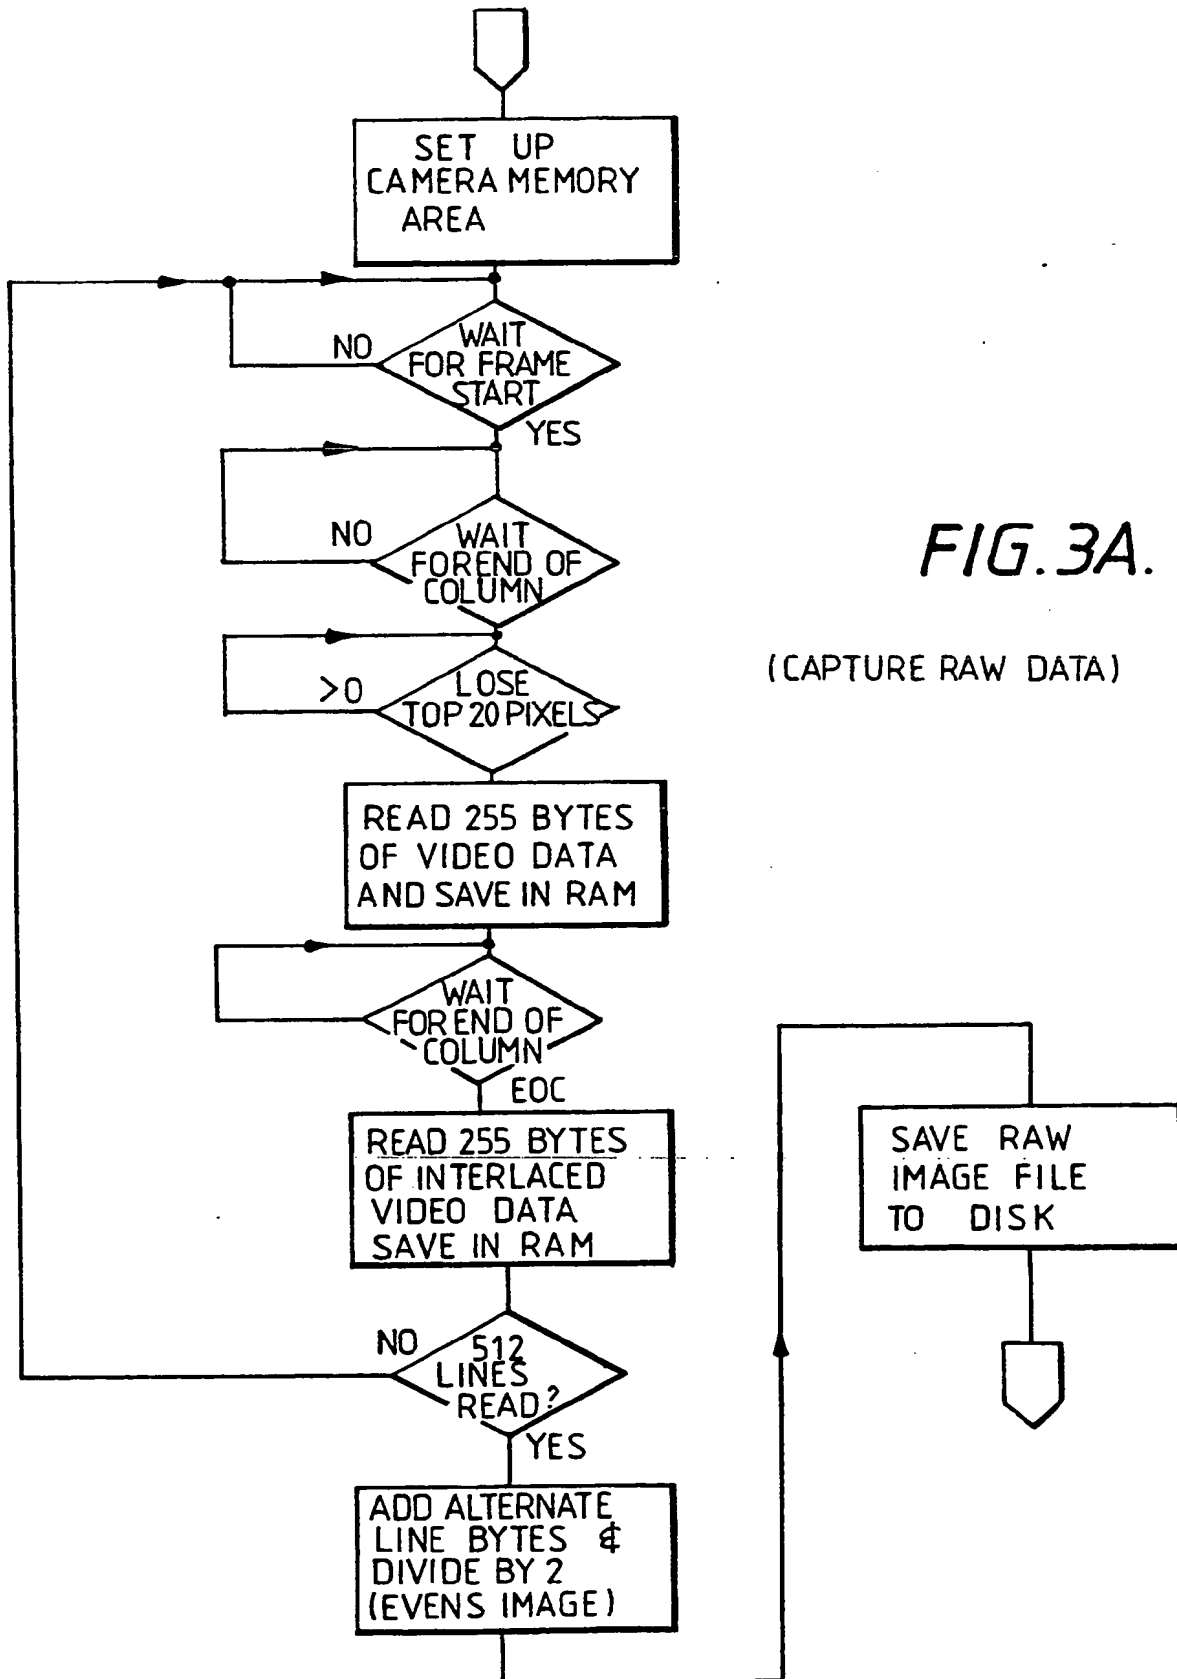 SET UP
CAMERA MEMORY
AREA
NO
WAIT
FOR FRAME
START
YES
NO
WAIT
FOR END OF
COLUMN
FIG. 3A.
(CAPTURE RAW DATA)
>0
LOSE
TOP 20 PIXELS
READ 255 BYTES
OF VIDEO DATA
AND SAVE IN RAM
WAIT
FOR END OF
COLUMN
EOC
READ 255 BYTES
OF INTERLACED
VIDEO DATA
SAVE IN RAM
NO
512
LINES
READ?
YES
ADD ALTERNATE
LINE BYTES &
DIVIDE BY 2
(EVENS IMAGE)
SAVE RAW
IMAGE FILE
TO DISK